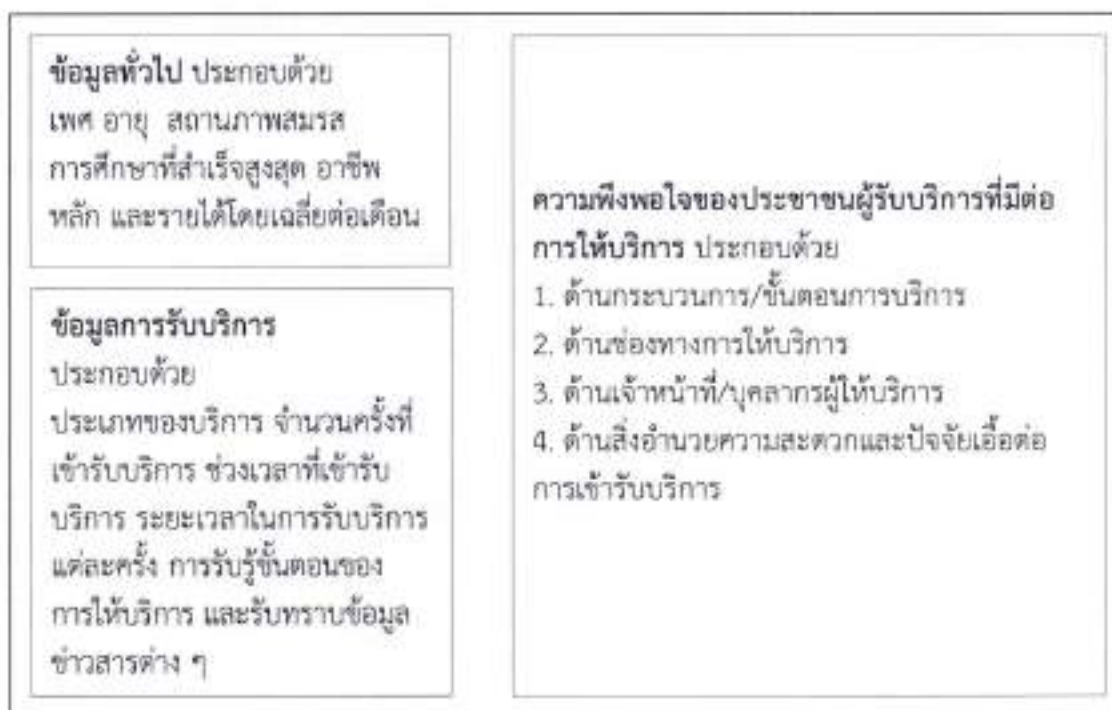 ข้อมูลทั่วไป ประกอบด้วย
เพศ อายุ สถานภาพสมรส
การศึกษาที่สำเร็จสูงสุด อาชีพ
หลัก และรายได้โดยเฉลี่ยต่อเดือน
ข้อมูลการรับบริการ
ประกอบด้วย
ประเภทของบริการ จำนวนครั้งที่
เข้ารับบริการ ช่วงเวลาที่เข้ารับ
บริการ ระยะเวลาในการรับบริการ
แต่ละครั้ง การรับรู้ขั้นตอนของ
การให้บริการ และรับทราบข้อมูล
ข่าวสารต่าง ๆ
ความพึงพอใจของประชาชนผู้รับบริการที่มีต่อ
การให้บริการ ประกอบด้วย
1. ด้านกระบวนการ/ขั้นตอนการบริการ
2. ด้านช่องทางการให้บริการ
3. ด้านเจ้าหน้าที่/บุคลากรผู้ให้บริการ
4. ด้านสิ่งอำนวยความสะดวกและปัจจัยเอื้อต่อ
การเข้ารับบริการ